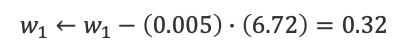 w₁ ← w₁ − (0.005) · (6.72) = 0.32